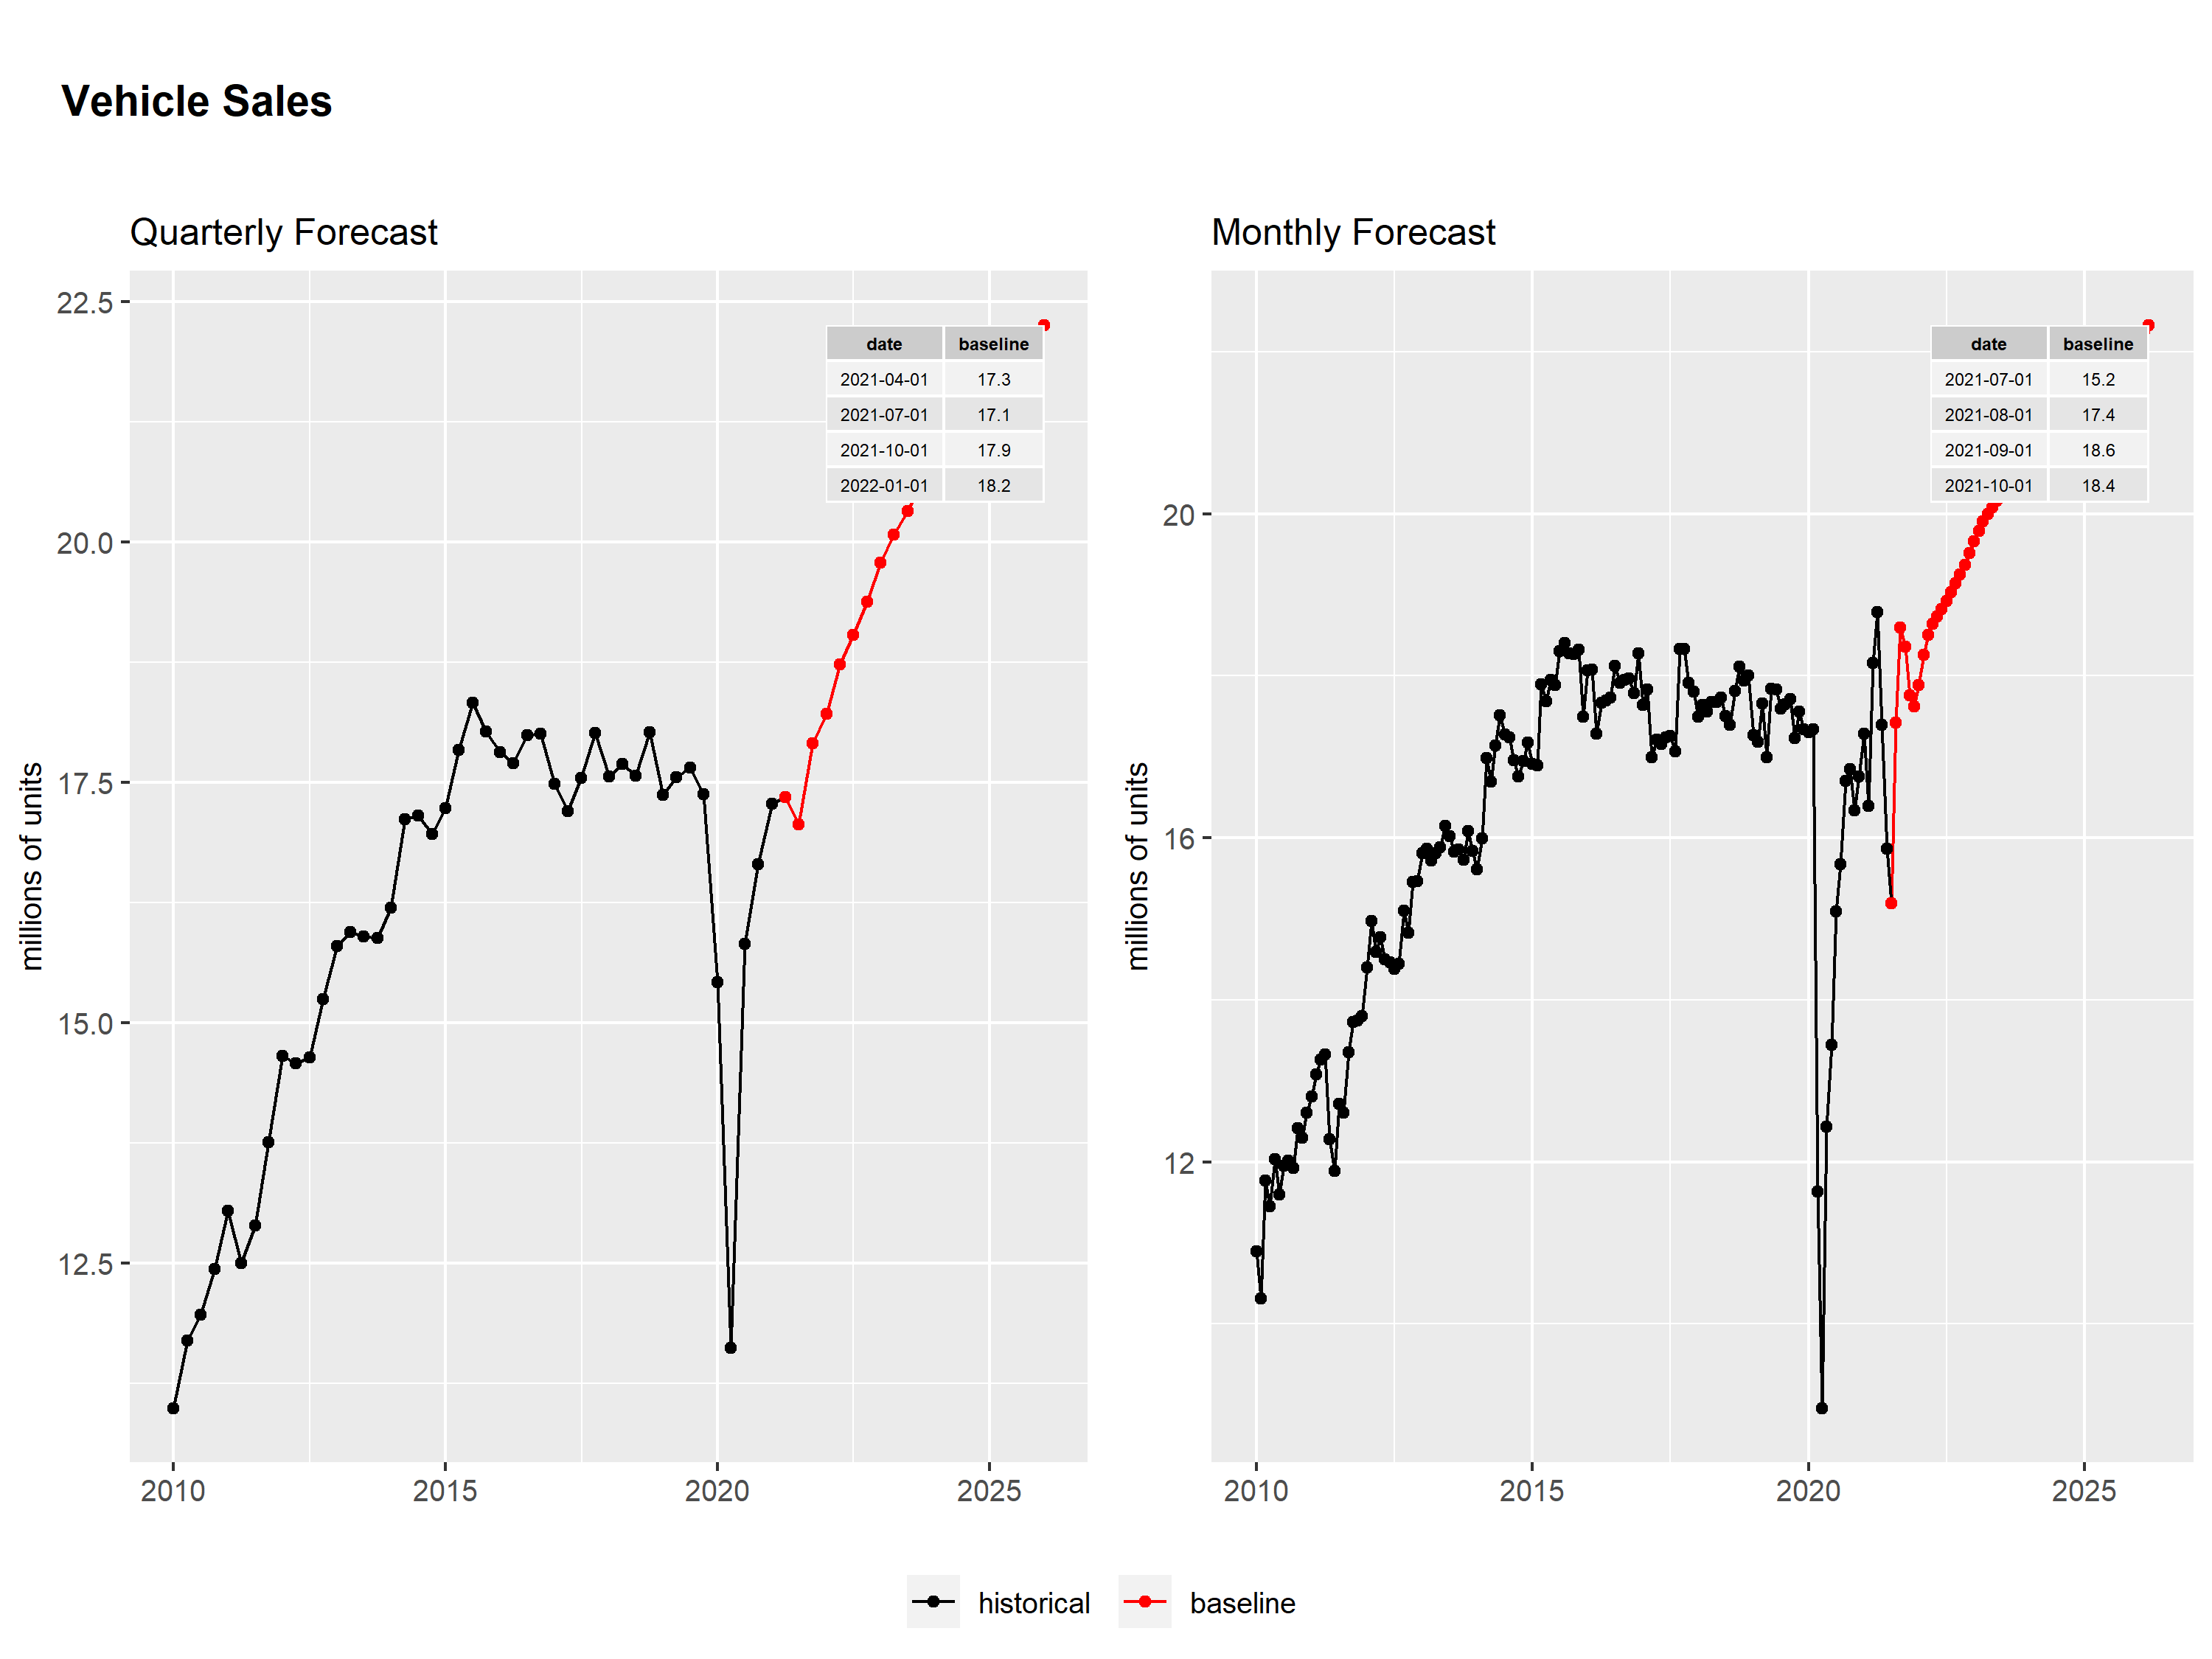 Vehicle Sales
Quarterly Forecast
22.5
20.0
17.5
15.0
12.5
millions of units
date baseline
2021-04-01 17.3
2021-07-01 17.1
2021-10-01 17.9
2022-01-01 18.2
2010 2015 2020 2025
Monthly Forecast
20
16
12
millions of units
date baseline
2021-07-01 15.2
2021-08-01 17.4
2021-09-01 18.6
2021-10-01 18.4
2010 2015 2020 2025
historical baseline